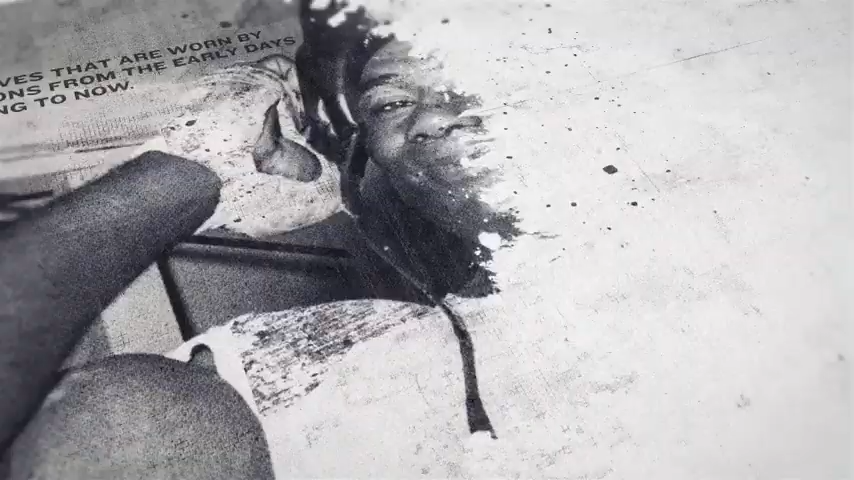 VES THAT ARE WORN BY
ONS FROM THE EARLY DAYS
NG TO NOW.